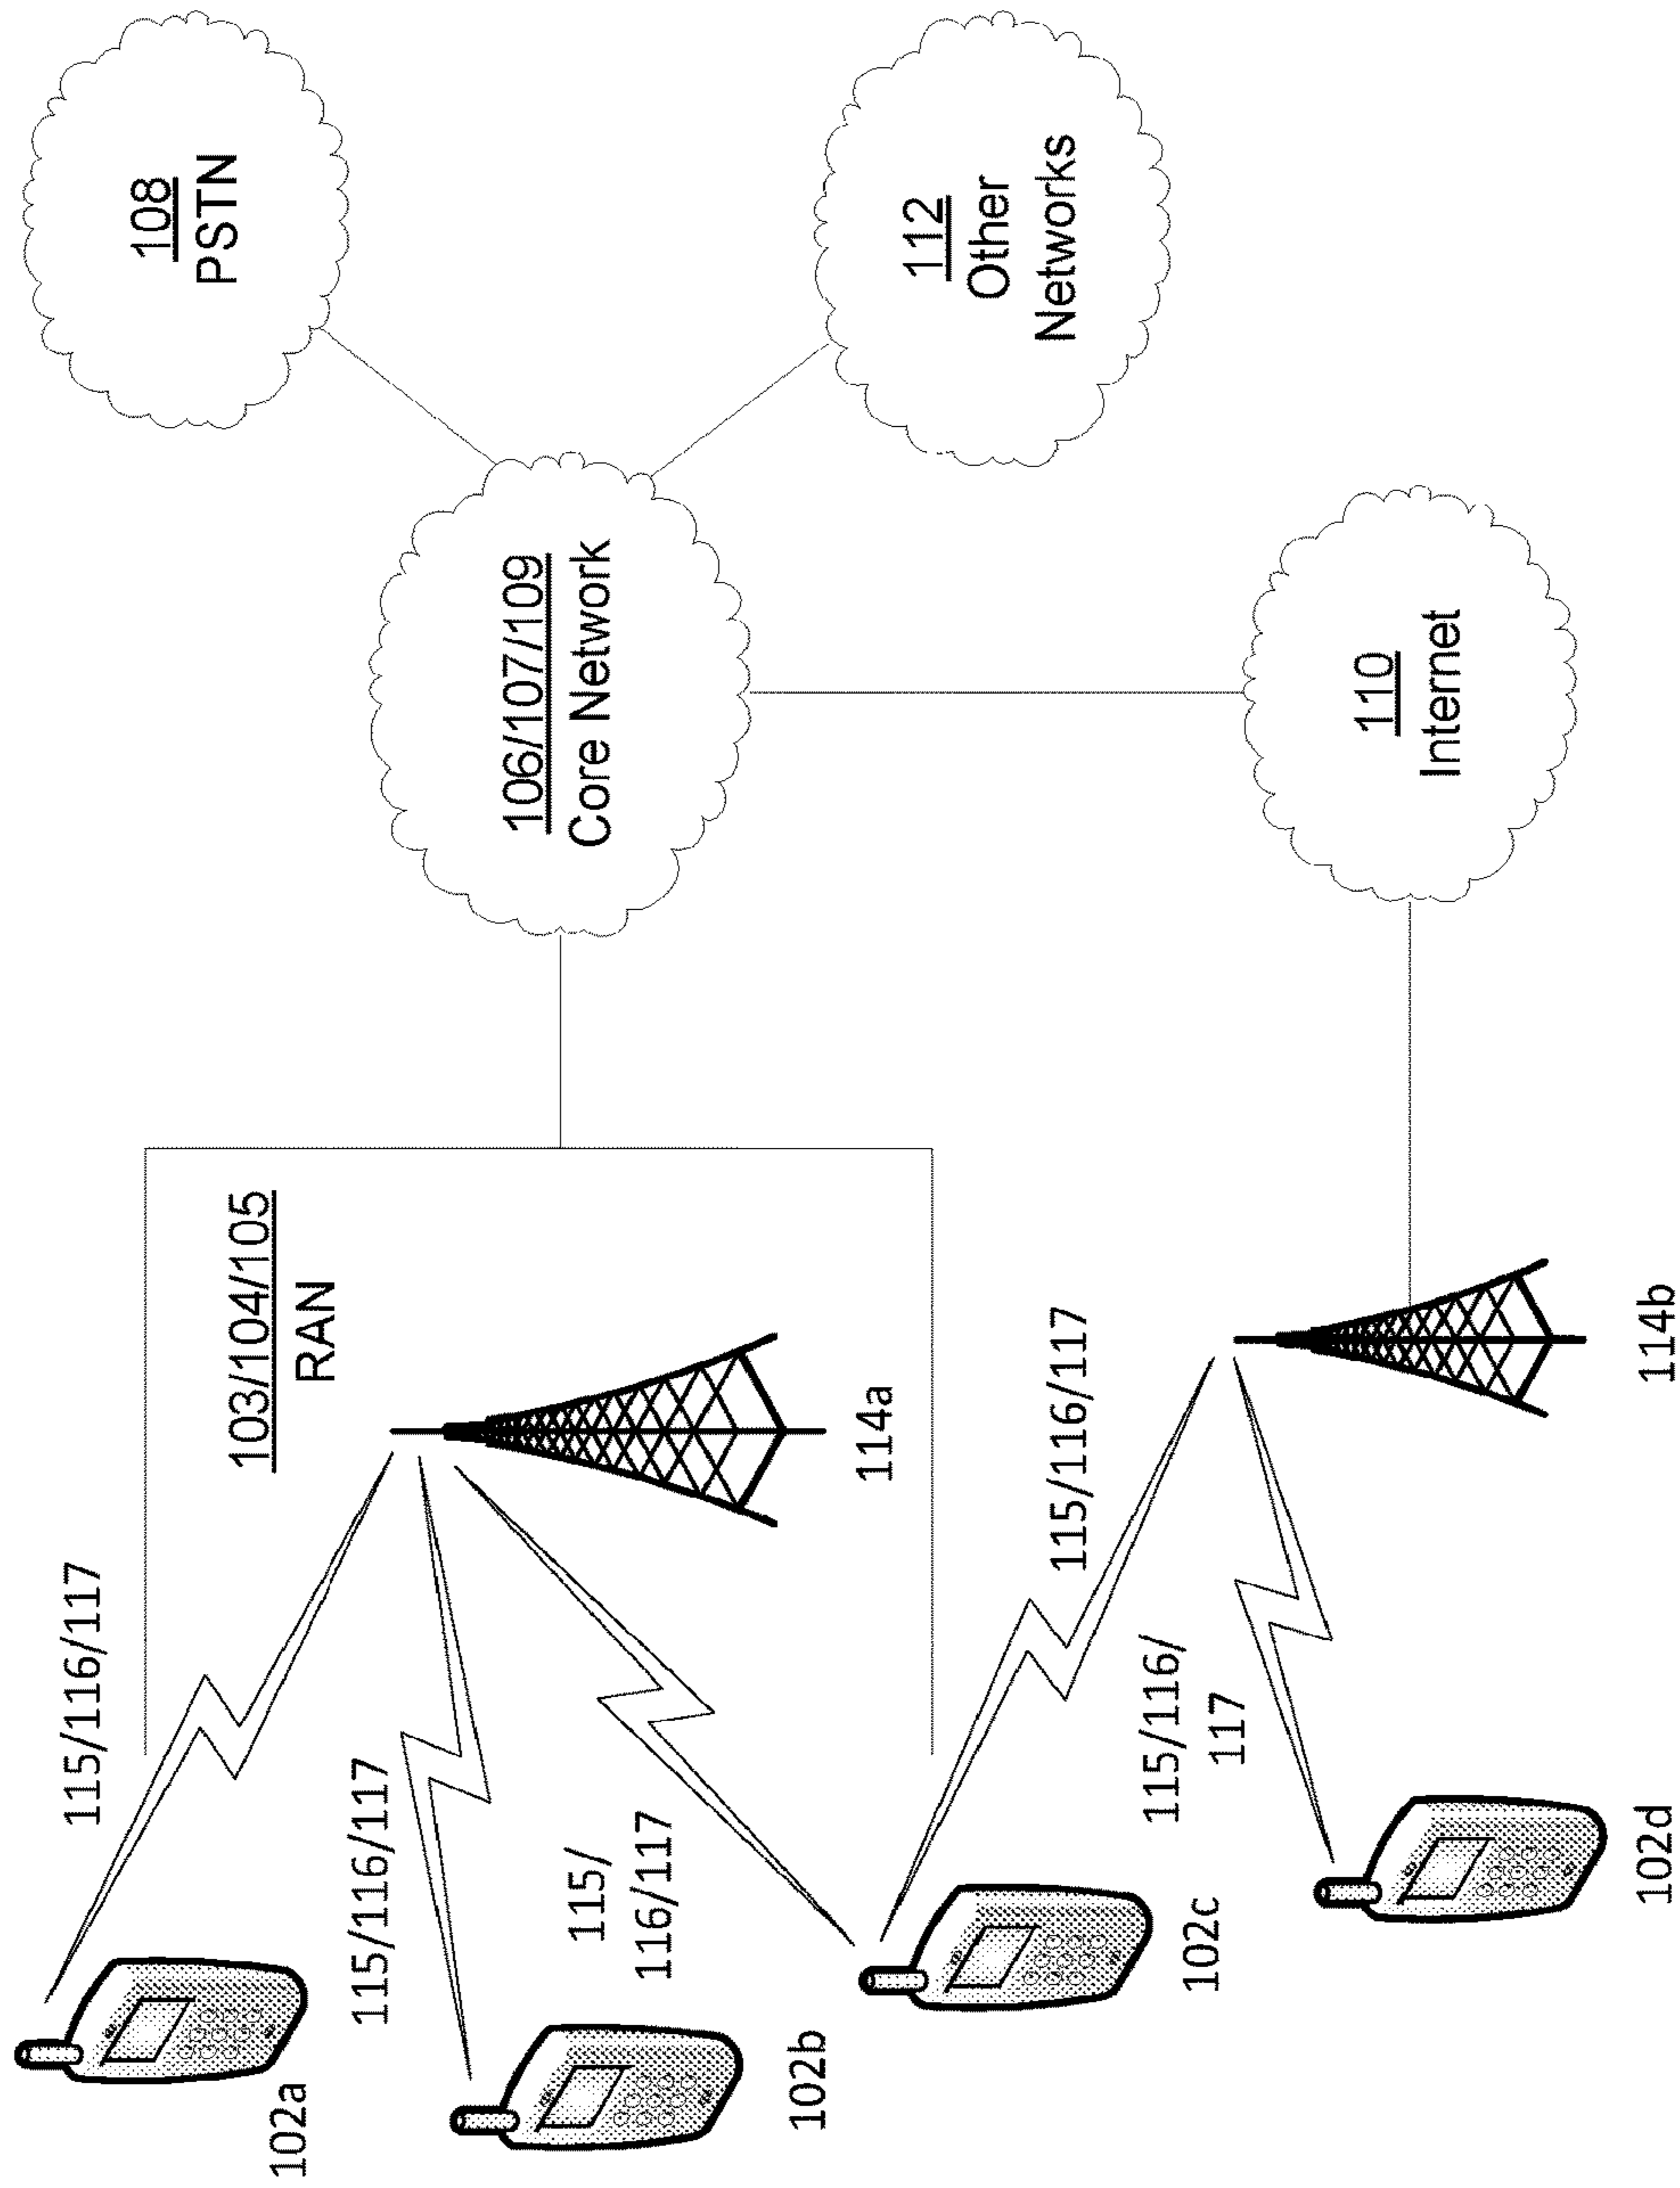 102a
115/116/117
103/104/105
RAN
108
PSTN
106/107/109
Core Network
115/116/117
102b
115/
116/117
114a
112
Other
Networks
102c
115/116/117
115/116/
117
110
Internet
102d
114b